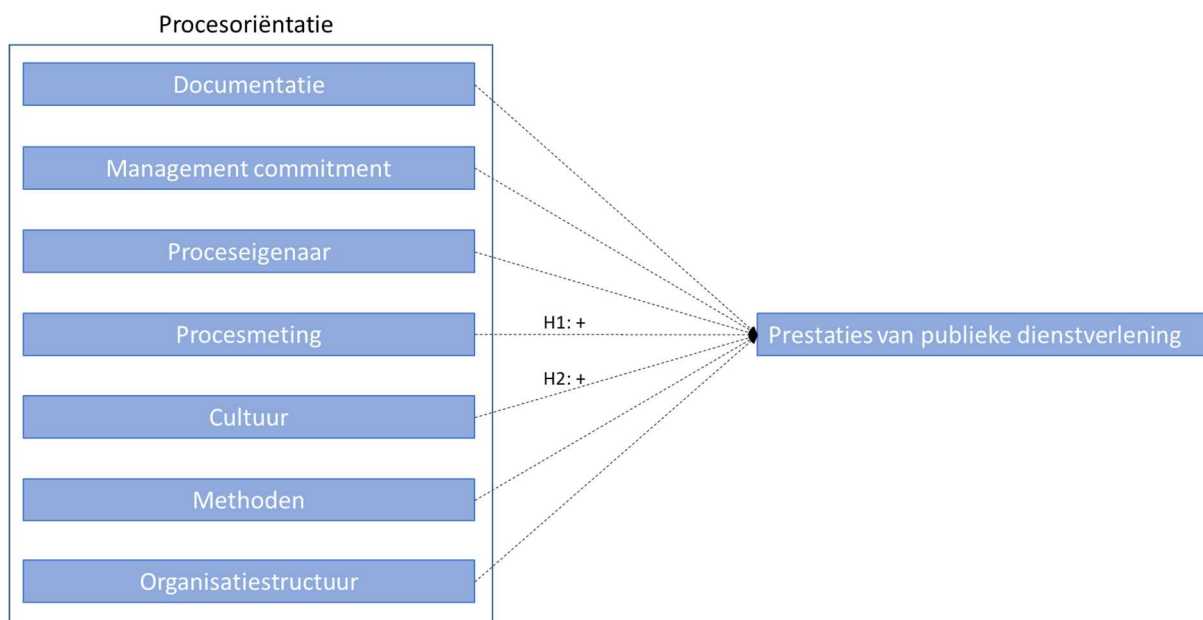 Procesoriëntatie
Documentatie
Management commitment
Proceseigenaar
Procesmeting
Cultuur
Methoden
Organisatiestructuur
H1: +
H2: +
Prestaties van publieke dienstverlening